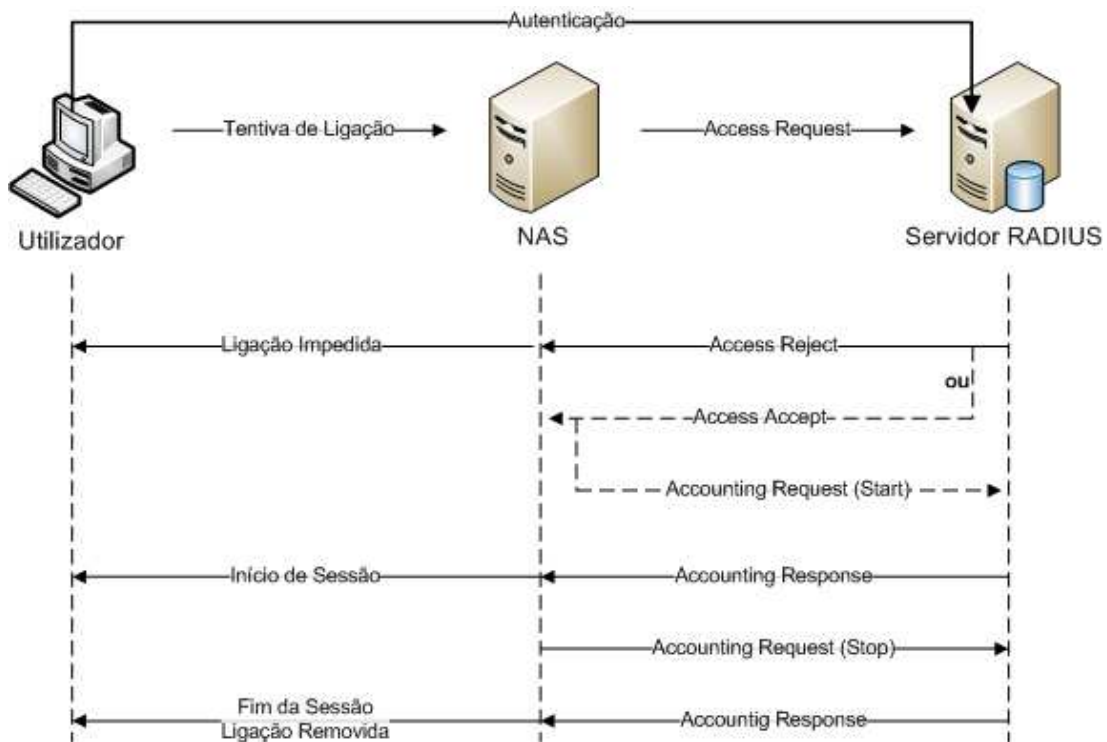 Autenticação
Tentiva de Ligação
Access Request
Utilizador
NAS
Servidor RADIUS
Ligação Impedida
Access Reject
ou
Access Accept
Accounting Request (Start)
Início de Sessão
Accounting Response
Accounting Request (Stop)
Fim da Sessão
Ligação Removida
Accountig Response